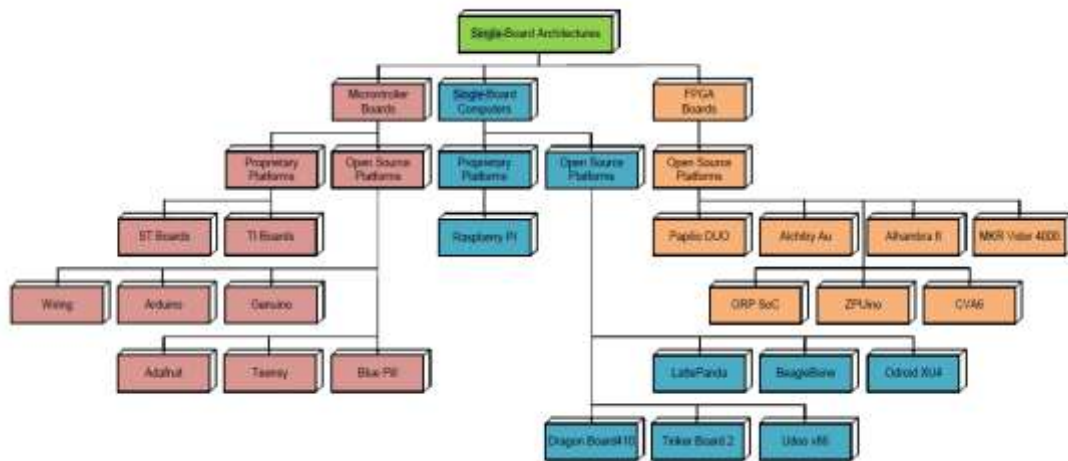 Single-Board Architectures
Microntroller
Boards
Single-Board
Computers
FPGA
Boards
Proprietary
Platforms
Open Source
Platforms
Proprietary
Platforms
Open Source
Platforms
Open Source
Platforms
ST Boards
TI Boards
Raspberry PI
Papilio DUO
Alchitry Au
Alhambra II
MKR Vidor 4000
Wiring
Arduino
Genuino
ORP SoC
ZPUino
CVA6
Adafruit
Teensy
Blue Pill
LattePanda
BeagleBone
Odroid XU4
Dragon Board410
Tinker Board 2
Udoo x86